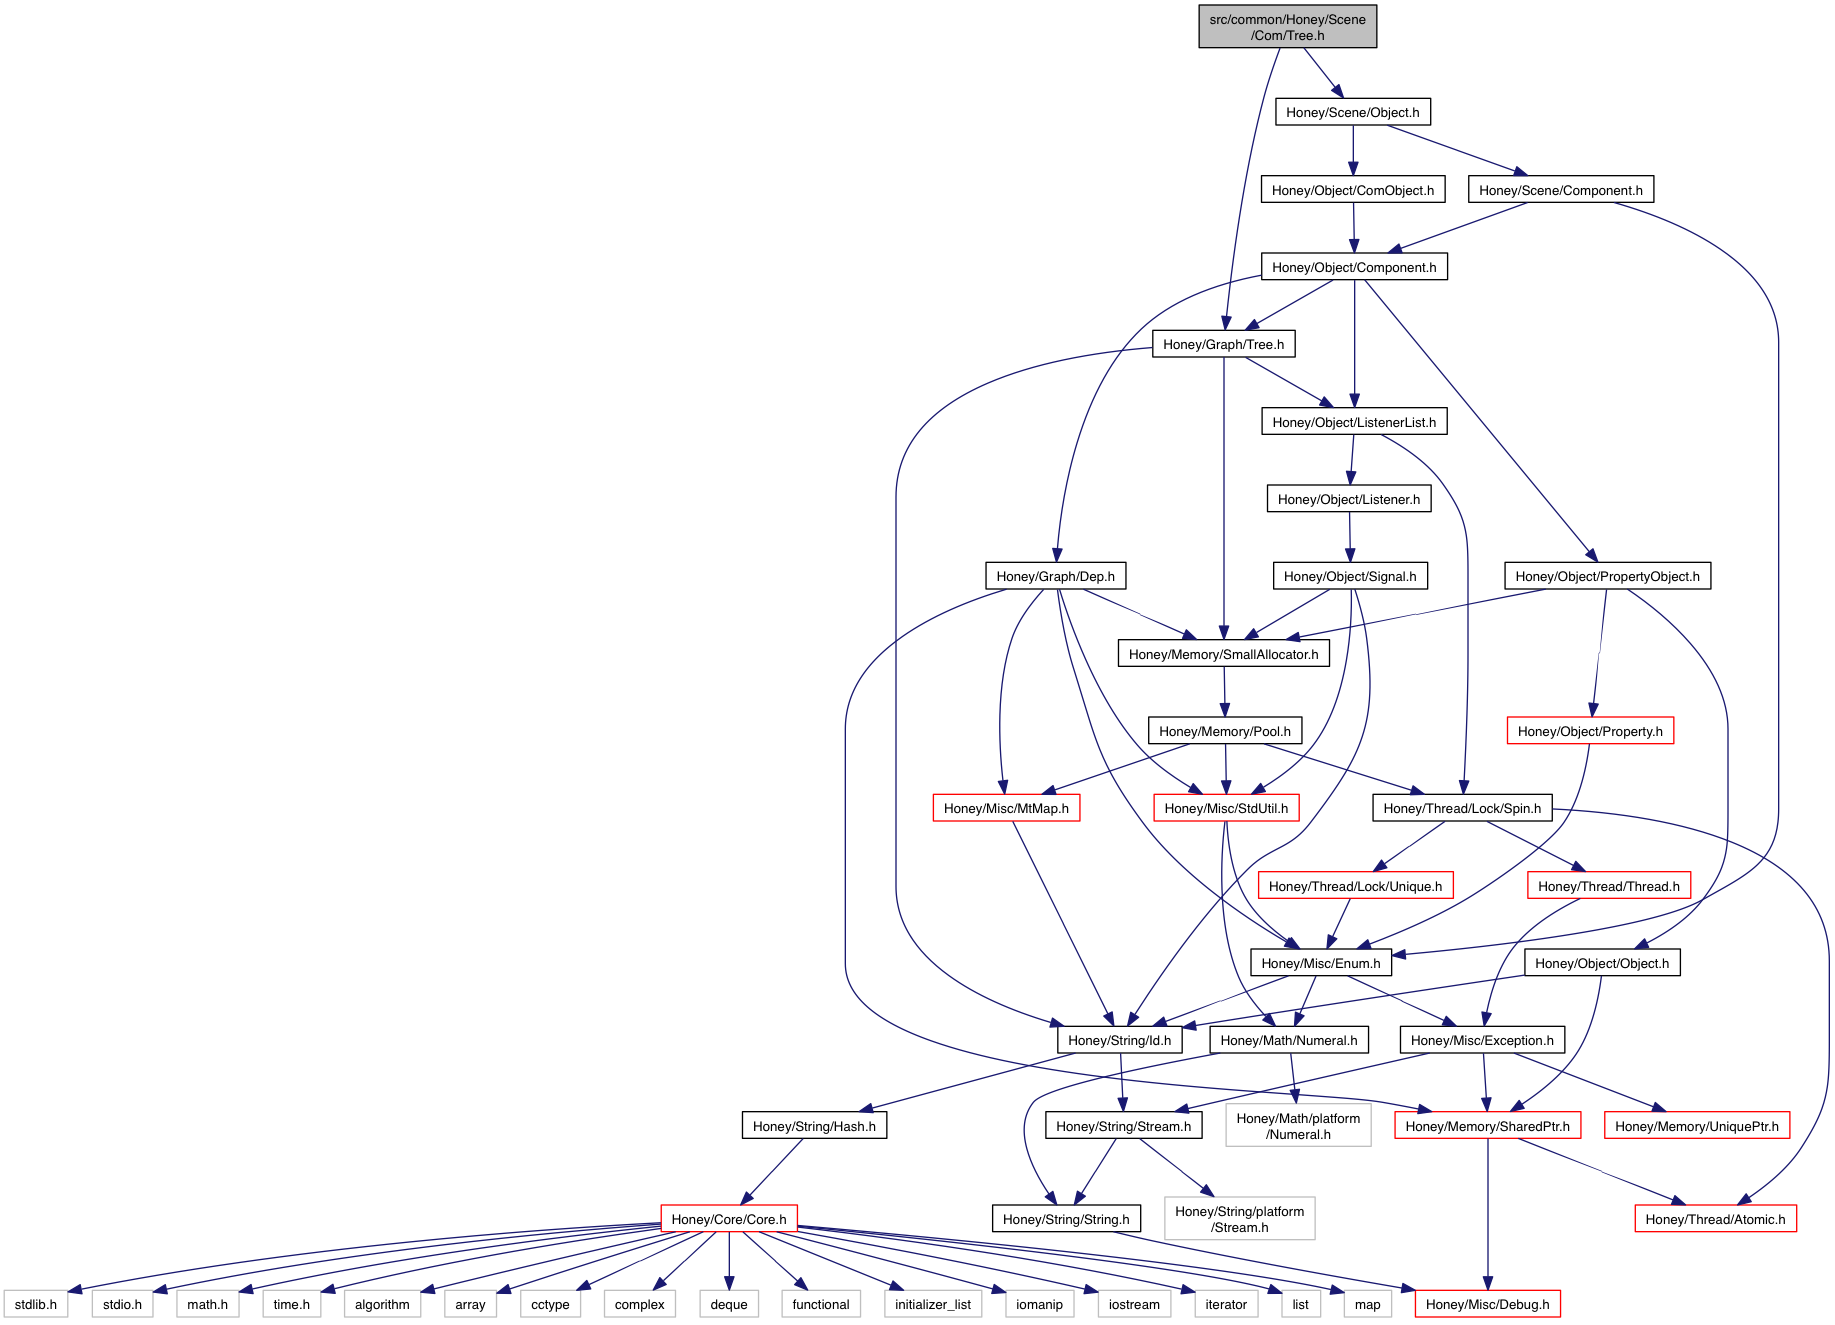 src/common/Honey/Scene
/Com/Tree.h
Honey/Scene/Object.h
Honey/Object/ComObject.h
Honey/Scene/Component.h
Honey/Object/Component.h
Honey/Graph/Tree.h
Honey/Object/ListenerList.h
Honey/Object/Listener.h
Honey/Graph/Dep.h
Honey/Object/Signal.h
Honey/Object/PropertyObject.h
Honey/Memory/SmallAllocator.h
Honey/Memory/Pool.h
Honey/Object/Property.h
Honey/Misc/MtMap.h
Honey/Misc/StdUtil.h
Honey/Thread/Lock/Spin.h
Honey/Thread/Lock/Unique.h
Honey/Thread/Thread.h
Honey/Misc/Enum.h
Honey/Object/Object.h
Honey/String/Id.h
Honey/Math/Numeral.h
Honey/Misc/Exception.h
Honey/String/Hash.h
Honey/String/Stream.h
Honey/Math/platform
/Numeral.h
Honey/Memory/SharedPtr.h
Honey/Memory/UniquePtr.h
Honey/Core/Core.h
Honey/String/String.h
Honey/String/platform
/Stream.h
Honey/Thread/Atomic.h
stdlib.h
stdio.h
math.h
time.h
algorithm
array
cctype
complex
deque
functional
initializer_list
iomanip
iostream
iterator
list
map
Honey/Misc/Debug.h